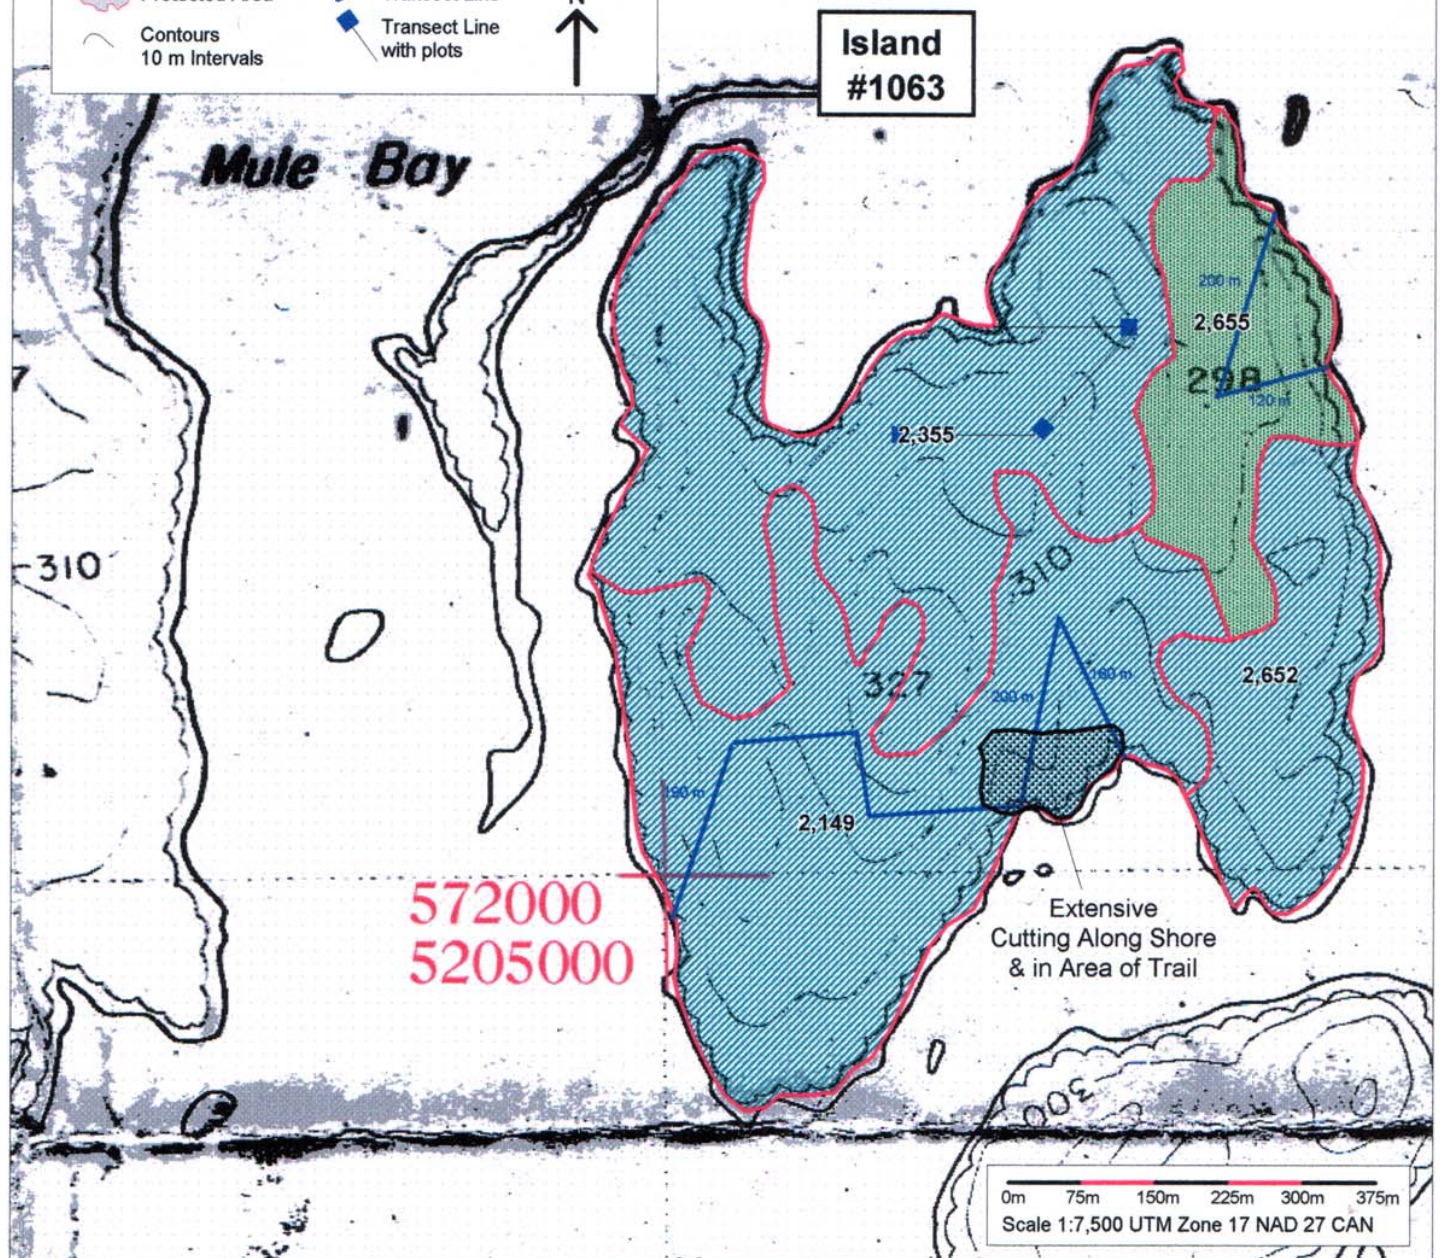 Contours
10 m Intervals
Transect Line
with plots
N
Island
#1063
Mule Bay
200 m
2,655
298
120 m
2,355
310
310
327
2,652
200 m
160 m
190 m
2,149
572000
5205000
Extensive
Cutting Along Shore
& in Area of Trail
300
0m 75m 150m 225m 300m 375m
Scale 1:7,500 UTM Zone 17 NAD 27 CAN